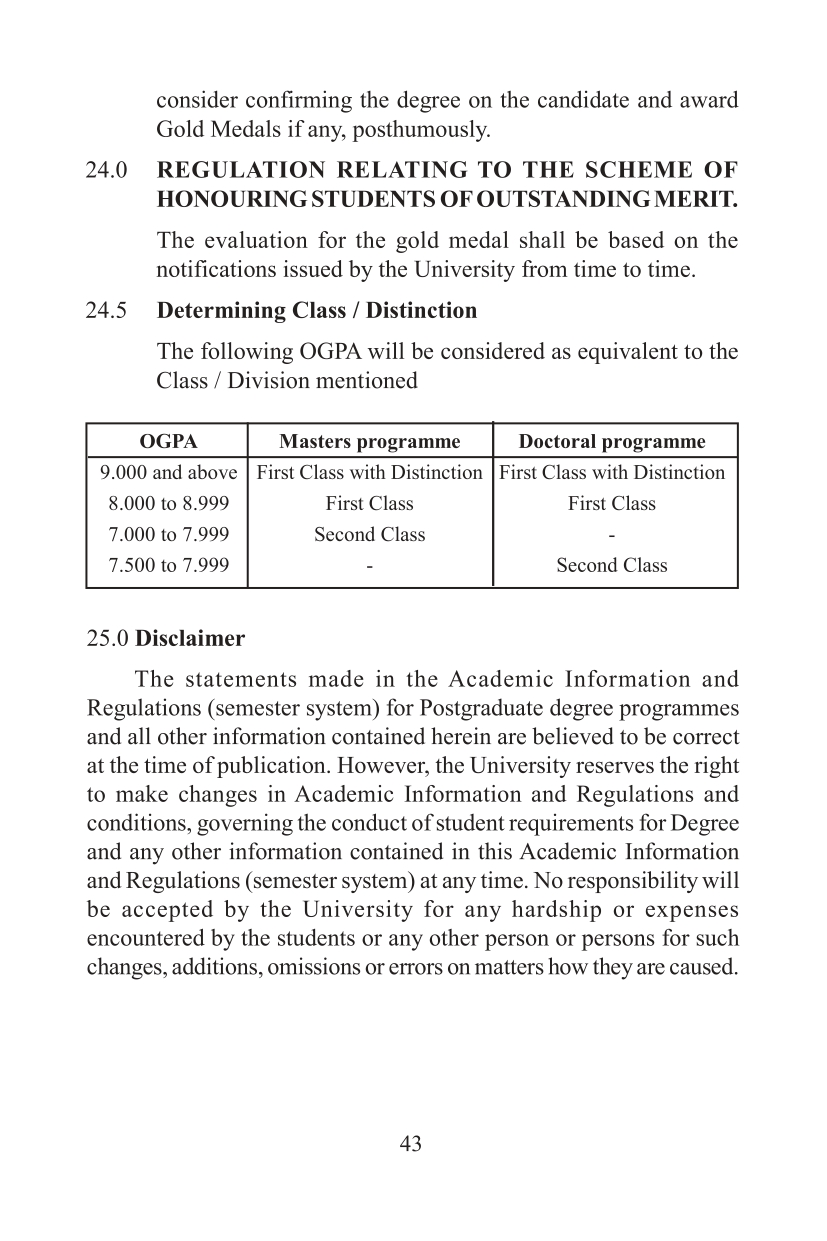 consider confirming the degree on the candidate and award
Gold Medals if any, posthumously.
24.0 REGULATION RELATING TO THE SCHEME OF
HONOURING STUDENTS OF OUTSTANDING MERIT.
The evaluation for the gold medal shall be based on the
notifications issued by the University from time to time.
24.5 Determining Class / Distinction
The following OGPA will be considered as equivalent to the
Class / Division mentioned
OGPA Masters programme Doctoral programme
9.000 and above First Class with Distinction First Class with Distinction
8.000 to 8.999 First Class First Class
7.000 to 7.999 Second Class -
7.500 to 7.999 - Second Class
25.0 Disclaimer
The statements made in the Academic Information and
Regulations (semester system) for Postgraduate degree programmes
and all other information contained herein are believed to be correct
at the time of publication. However, the University reserves the right
to make changes in Academic Information and Regulations and
conditions, governing the conduct of student requirements for Degree
and any other information contained in this Academic Information
and Regulations (semester system) at any time. No responsibility will
be accepted by the University for any hardship or expenses
encountered by the students or any other person or persons for such
changes, additions, omissions or errors on matters how they are caused.
43